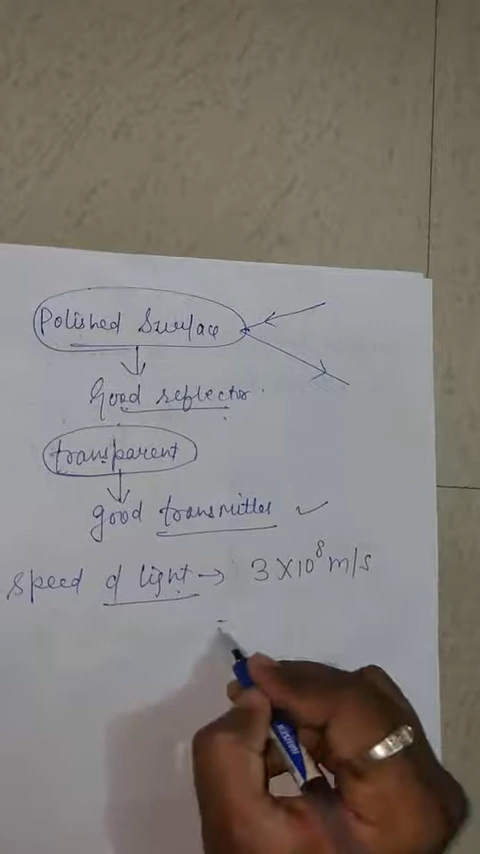 Polished Surface
Good reflector.
transparent
good transmitter
Speed of light → 3×10⁸ m/s